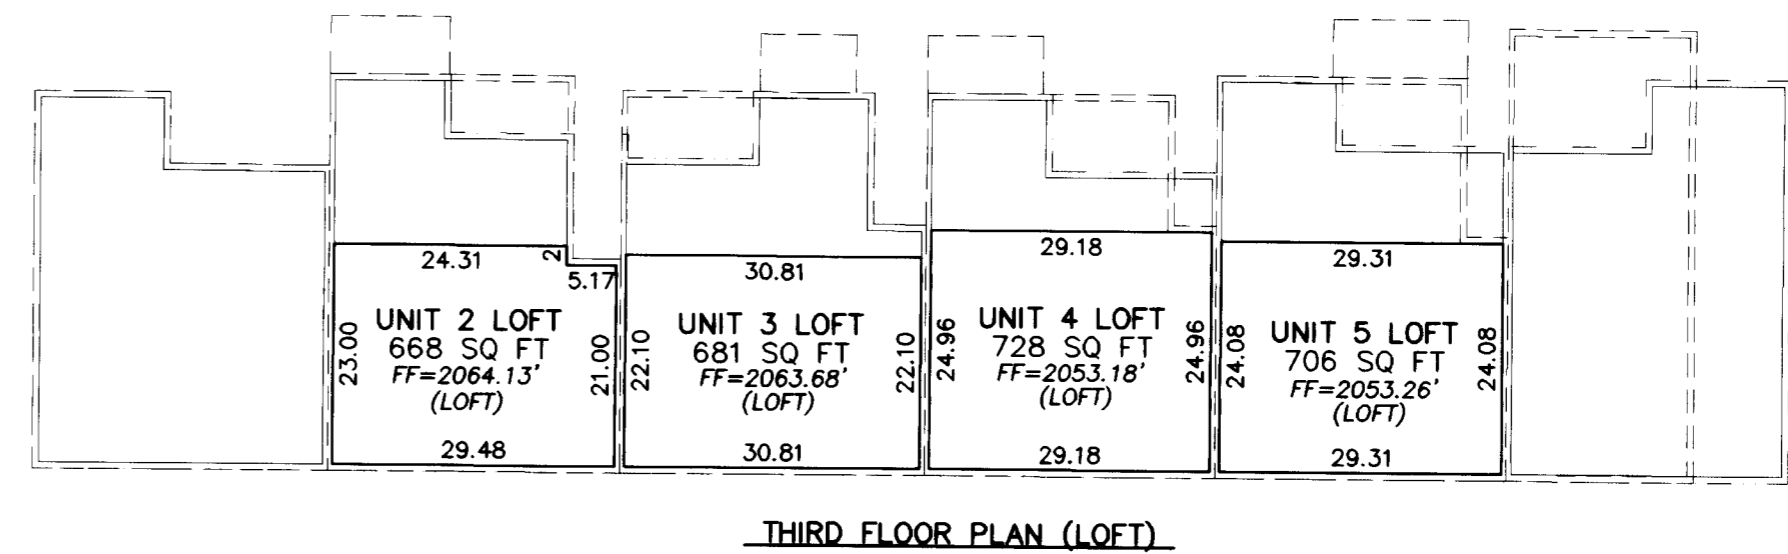 24.31
2
5.17
UNIT 2 LOFT
668 SQ FT
FF=2064.13'
(LOFT)
23.00
21.00
29.48
30.81
UNIT 3 LOFT
681 SQ FT
FF=2063.68'
(LOFT)
22.10
22.10
30.81
29.18
UNIT 4 LOFT
728 SQ FT
FF=2053.18'
(LOFT)
24.96
24.96
29.18
29.31
UNIT 5 LOFT
706 SQ FT
FF=2053.26'
(LOFT)
24.08
24.08
29.31
THIRD FLOOR PLAN (LOFT)